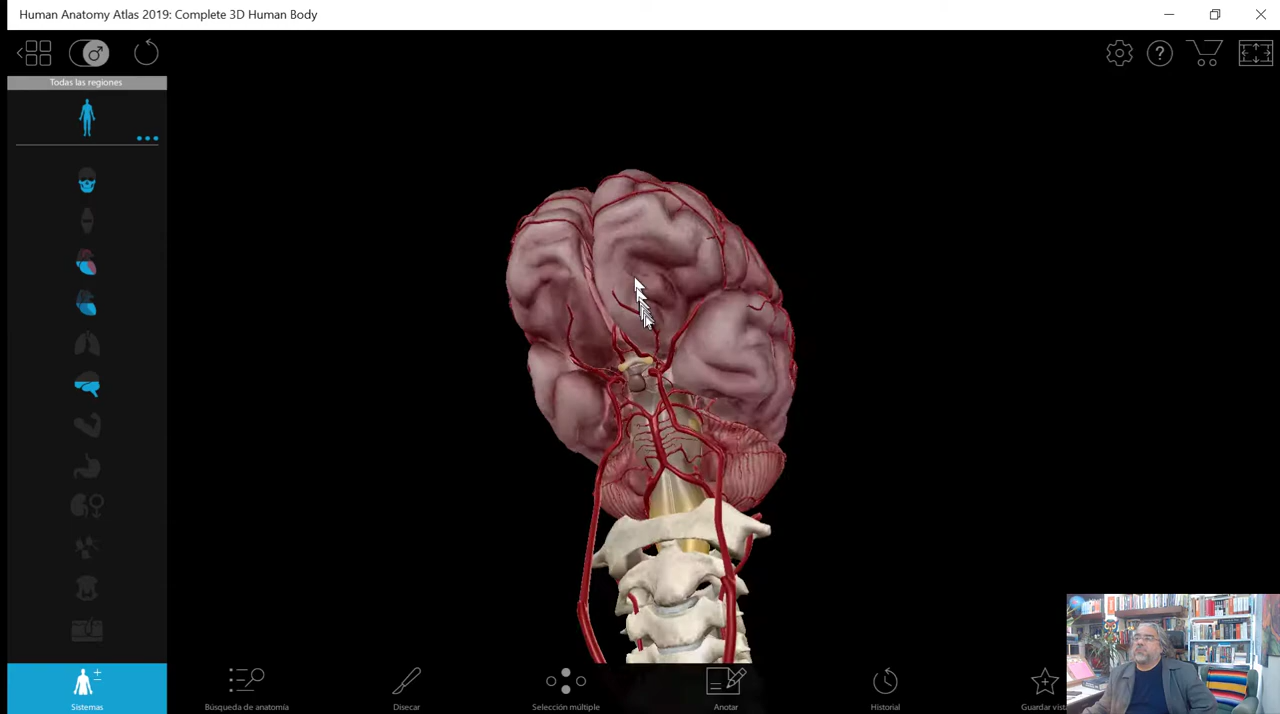 Human Anatomy Atlas 2019: Complete 3D Human Body
Todas las regiones
Sistemas
Búsqueda de anatomía
Disecar
Selección múltiple
Anotar
Historial
Guardar vist